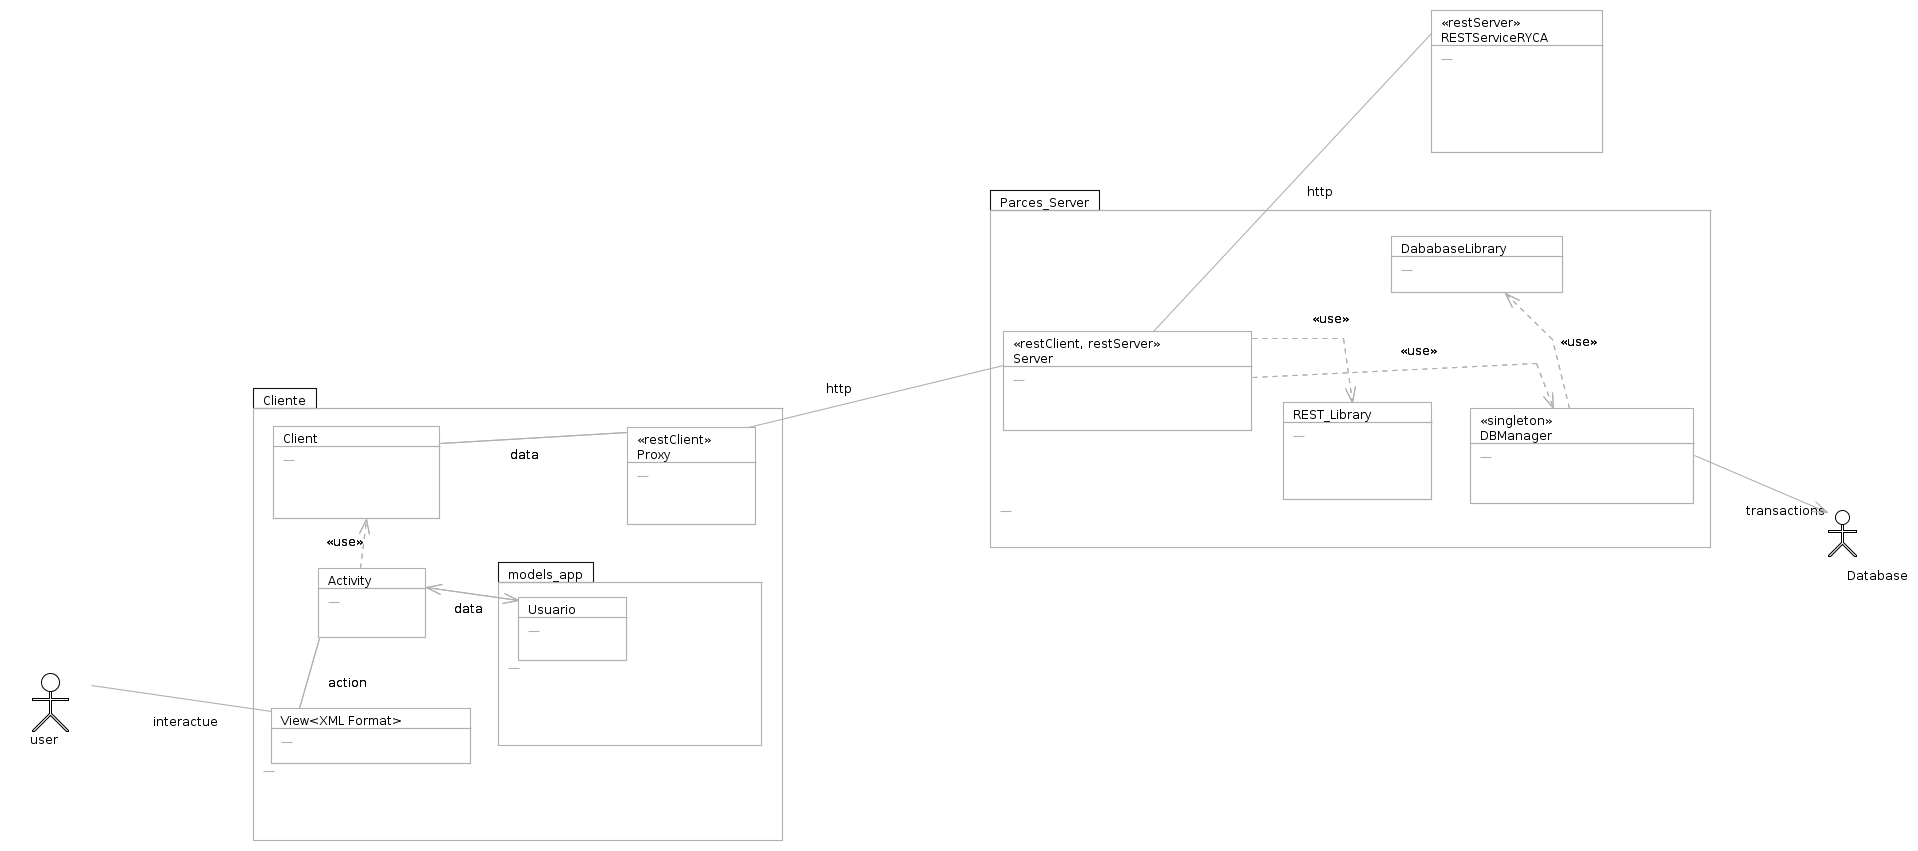 «restServer»
RESTServiceRYCA
http
Parces_Server
DababaseLibrary
«use»
«use»
«use»
«restClient, restServer»
Server
REST_Library
«singleton»
DBManager
transactions
Database
http
Cliente
Client
data
«restClient»
Proxy
«use»
Activity
data
models_app
Usuario
action
user
interactue
View<XML Format>